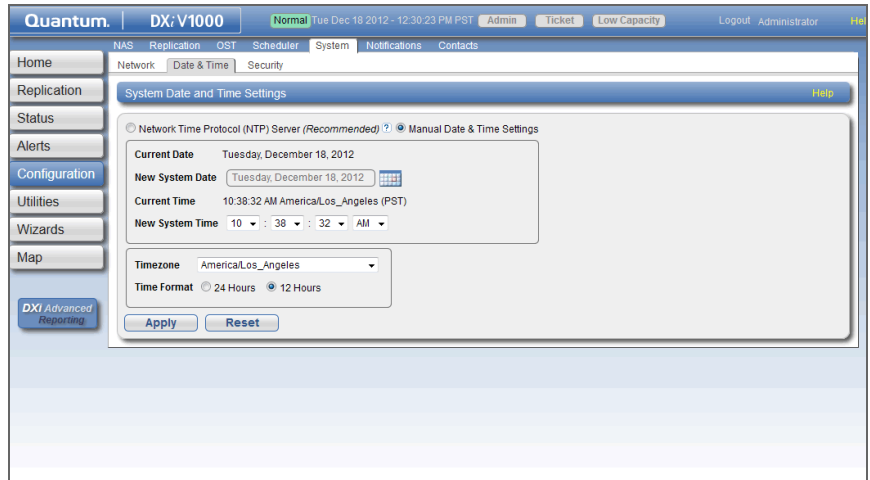 Quantum. DXi V1000 Normal Tue Dec 18 2012 - 12:30:23 PM PST Admin Ticket Low Capacity Logout Administrator Hel
NAS Replication OST Scheduler System Notifications Contacts
Network Date & Time Security
Home
Replication
Status
Alerts
Configuration
Utilities
Wizards
Map
DXI Advanced
Reporting
System Date and Time Settings Help
Network Time Protocol (NTP) Server (Recommended) ? Manual Date & Time Settings
Current Date Tuesday, December 18, 2012
New System Date Tuesday, December 18, 2012
Current Time 10:38:32 AM America/Los_Angeles (PST)
New System Time 10 : 38 : 32 AM
Timezone America/Los_Angeles
Time Format 24 Hours 12 Hours
Apply Reset